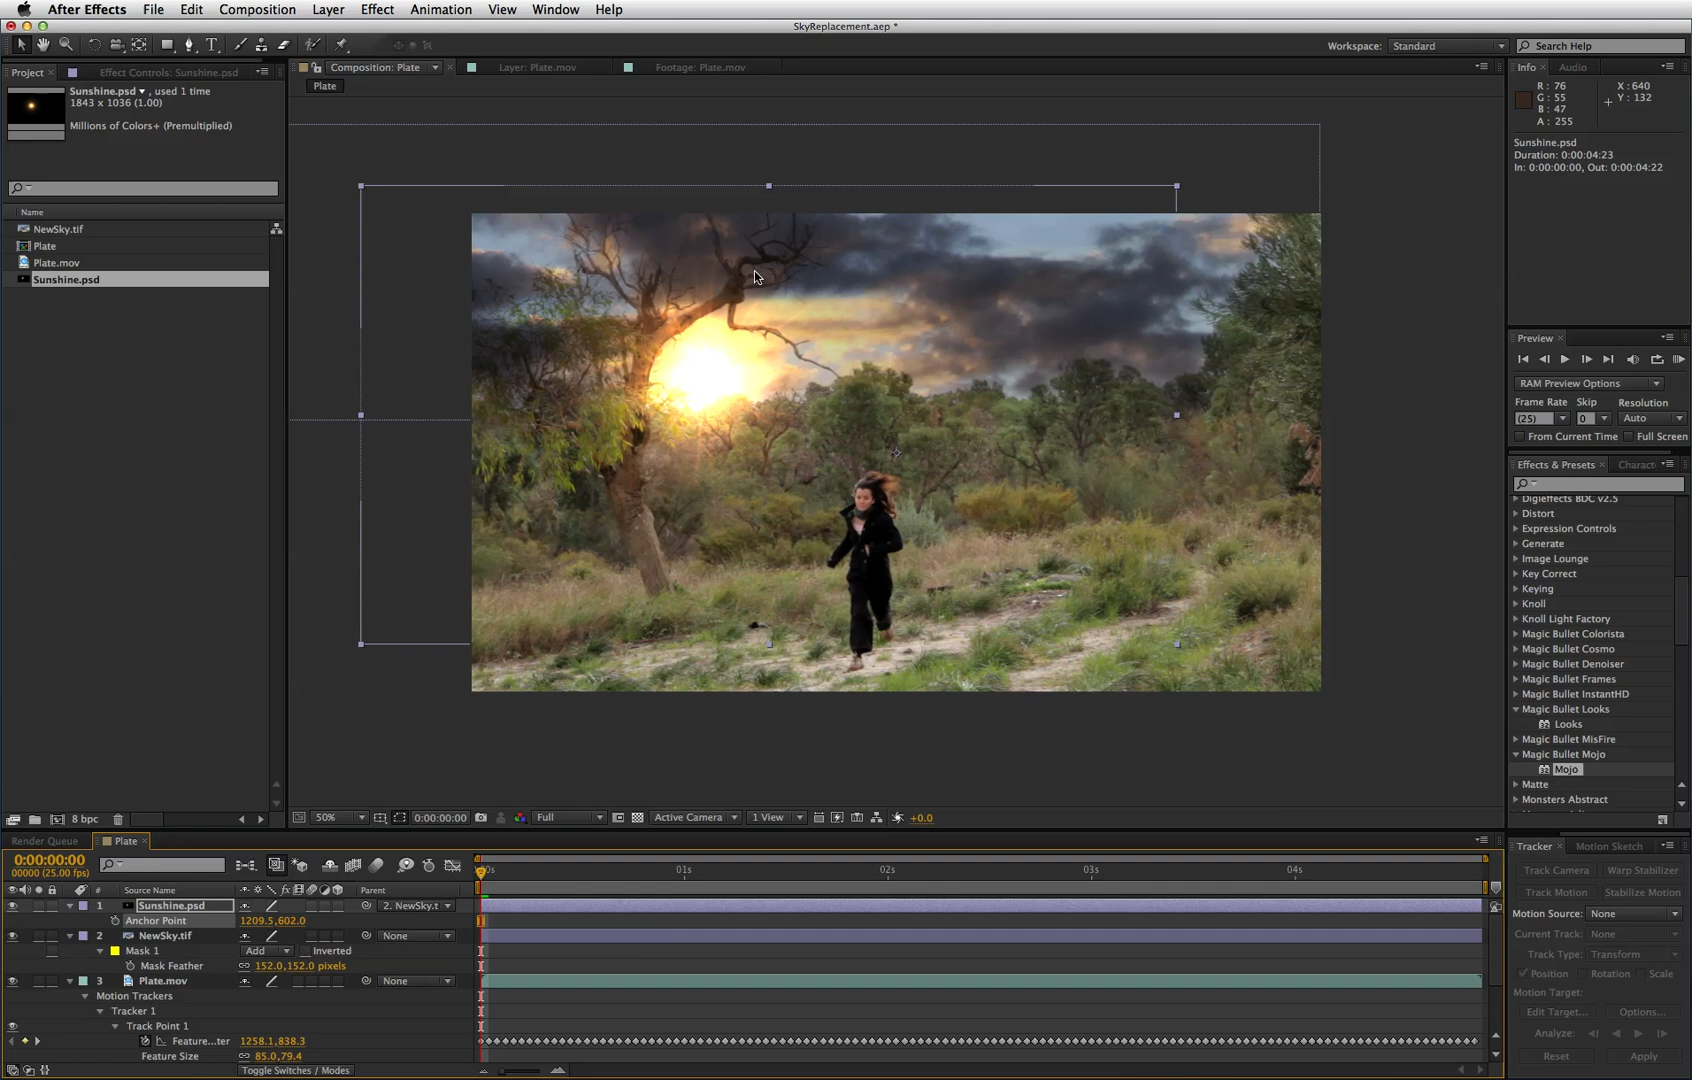 After Effects File Edit Composition Layer Effect Animation View Window Help
SkyReplacement.aep *
Workspace: Standard
Search Help
Project
Effect Controls: Sunshine.psd
Sunshine.psd , used 1 time
1843 x 1036 (1.00)
Millions of Colors+ (Premultiplied)
Name
NewSky.tif
Plate
Plate.mov
Sunshine.psd
8 bpc
Composition: Plate
Layer: Plate.mov
Footage: Plate.mov
Plate
50%
0:00:00:00
Full
Active Camera
1 View
+0.0
Info
Audio
R: 76
G: 55
B: 47
A: 255
X: 640
Y: 132
Sunshine.psd
Duration: 0:00:04:23
In: 0:00:00:00, Out: 0:00:04:22
Preview
RAM Preview Options
Frame Rate Skip Resolution
(25) 0 Auto
From Current Time Full Screen
Effects & Presets
Charact
Digieffects BDC v2.5
Distort
Expression Controls
Generate
Image Lounge
Key Correct
Keying
Knoll
Knoll Light Factory
Magic Bullet Colorista
Magic Bullet Cosmo
Magic Bullet Denoiser
Magic Bullet Frames
Magic Bullet InstantHD
Magic Bullet Looks
Looks
Magic Bullet MisFire
Magic Bullet Mojo
Mojo
Matte
Monsters Abstract
Render Queue
Plate
0:00:00:00
00000 (25.00 fps)
01s 02s 03s 04s
# Source Name Parent
1 Sunshine.psd 2. NewSky.t
Anchor Point 1209.5,602.0
2 NewSky.tif None
Mask 1 Add Inverted
Mask Feather 152.0,152.0 pixels
3 Plate.mov None
Motion Trackers
Tracker 1
Track Point 1
Feature...ter 1258.1,838.3
Feature Size 85.0,79.4
Toggle Switches / Modes
Tracker
Motion Sketch
Track Camera Warp Stabilizer
Track Motion Stabilize Motion
Motion Source: None
Current Track: None
Track Type: Transform
Position Rotation Scale
Motion Target:
Edit Target... Options...
Analyze:
Reset Apply